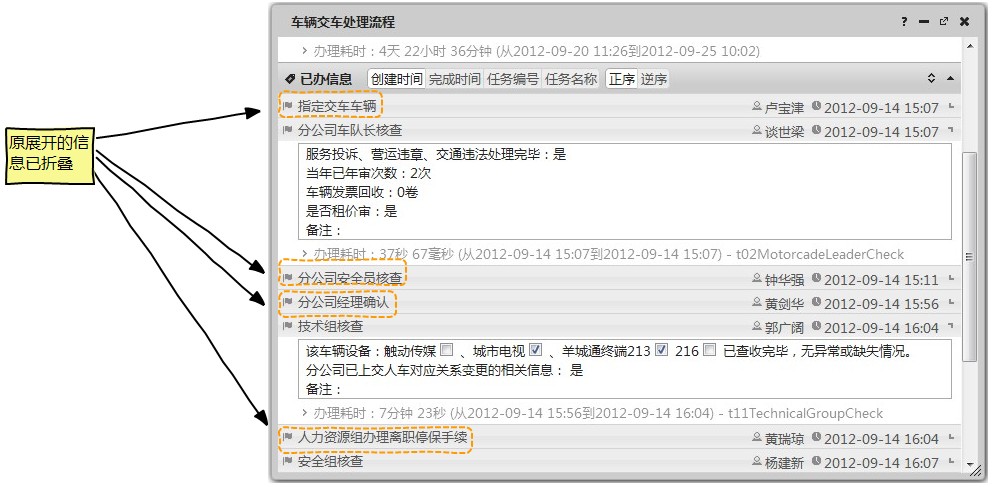 车辆交车处理流程
办理耗时：4天 22小时 36分钟 (从2012-09-20 11:26到2012-09-25 10:02)
已办信息 创建时间 完成时间 任务编号 任务名称 正序 逆序
指定交车车辆 卢宝津 2012-09-14 15:07
分公司车队长核查 谈世梁 2012-09-14 15:07
原展开的信
息已折叠
服务投诉、营运违章、交通违法处理完毕：是
当年已年审次数：2次
车辆发票回收：0卷
是否租价审：是
备注：
办理耗时：37秒 67毫秒 (从2012-09-14 15:07到2012-09-14 15:07) - t02MotorcadeLeaderCheck
分公司安全员核查 钟华强 2012-09-14 15:11
分公司经理确认 黄剑华 2012-09-14 15:56
技术组核查 郭广阔 2012-09-14 16:04
该车辆设备：触动传媒 、城市电视 、羊城通终端213 216 已查收完毕，无异常或缺失情况。
分公司已上交人车对应关系变更的相关信息： 是
备注：
办理耗时：7分钟 23秒 (从2012-09-14 15:56到2012-09-14 16:04) - t11TechnicalGroupCheck
人力资源组办理离职停保手续 黄瑞琼 2012-09-14 16:04
安全组核查 杨建新 2012-09-14 16:07